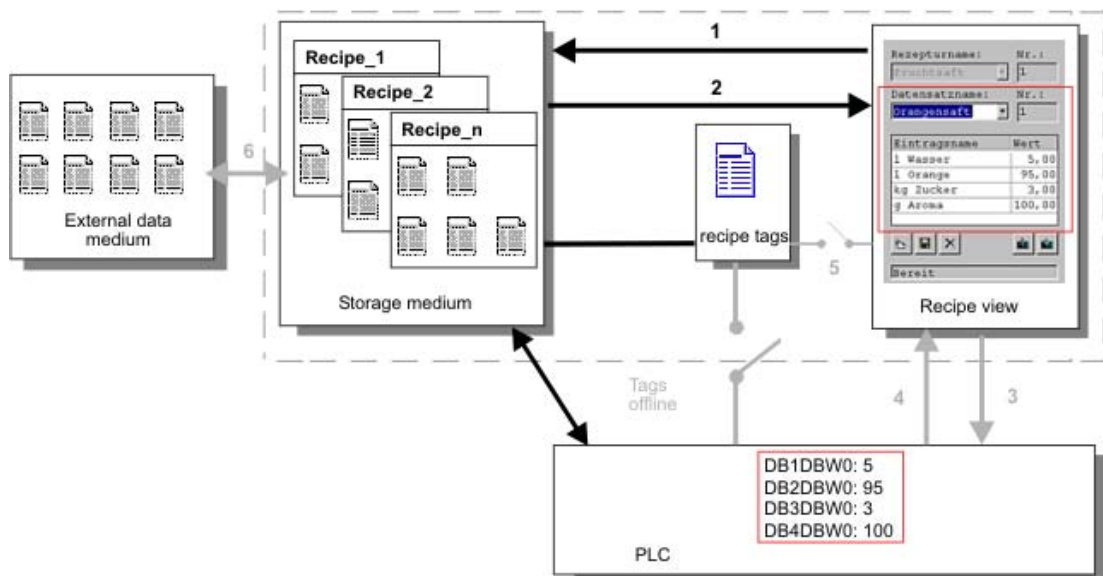 1
Recipe_1
Recipe_2
Recipe_n
2
6
External data
medium
Storage medium
recipe tags
5
Rezepturname:
Nr.:
Fruchtsaft
1
Datensatzname:
Nr.:
Orangensaft
1
Eintragsname
Wert
l Wasser
5,00
l Orange
95,00
kg Zucker
3,00
g Aroma
100,00
Bereit
Recipe view
Tags
offline
4
3
DB1DBW0: 5
DB2DBW0: 95
DB3DBW0: 3
DB4DBW0: 100
PLC